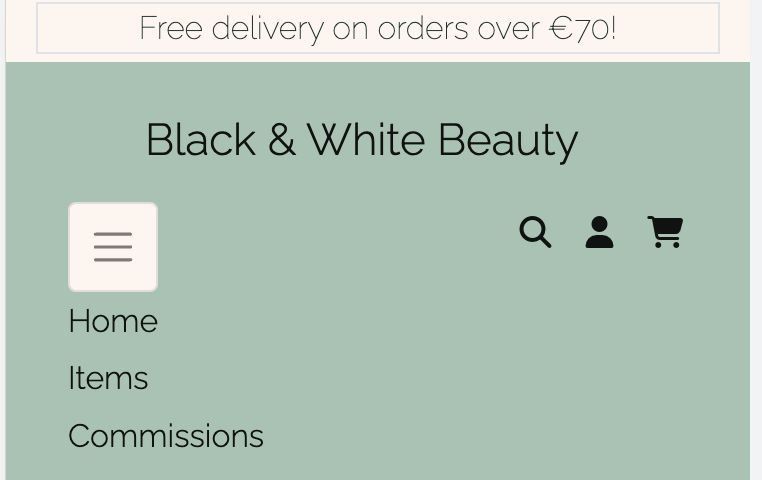 Free delivery on orders over €70!
Black & White Beauty
Home
Items
Commissions